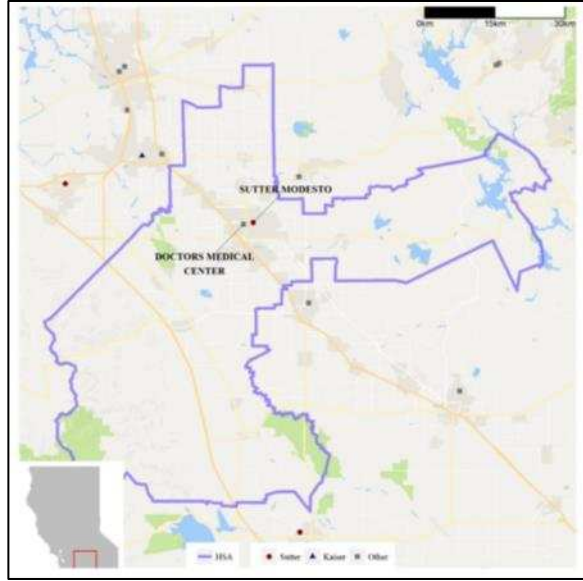 0km 15km 30km
SUTTER MODESTO
DOCTORS MEDICAL
CENTER
HSA Sutter Kaiser Other